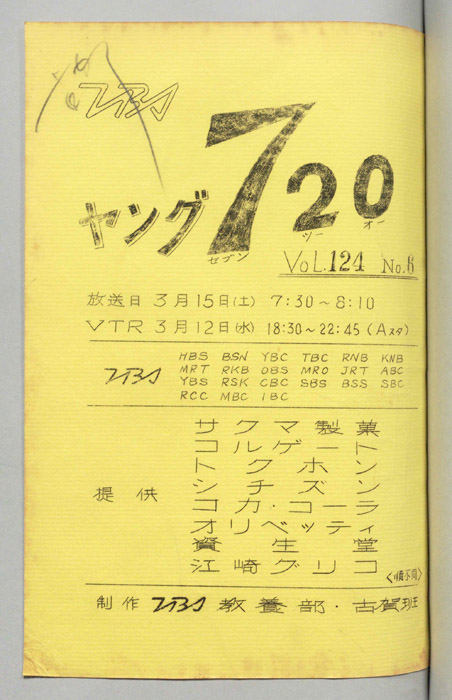 TBS
ヤング720
セブン ツー オー
VOL.124 No.6
放送日 3月15日(土) 7:30~8:10
VTR 3月12日(水) 18:30~22:45 (Aスタ)
HBS BSN YBC TBC RNB KNB
MRT RKB OBS MRO JRT ABC
TBS YBS RSK CBC SBS BSS SBC
RCC MBC IBC
サクマ製菓
コルゲート
トクホン
シチズン
提供 コカ・コーラ
オリベッティ
資生堂
江崎グリコ
<順不同>
制作 TBS 教養部・古賀班